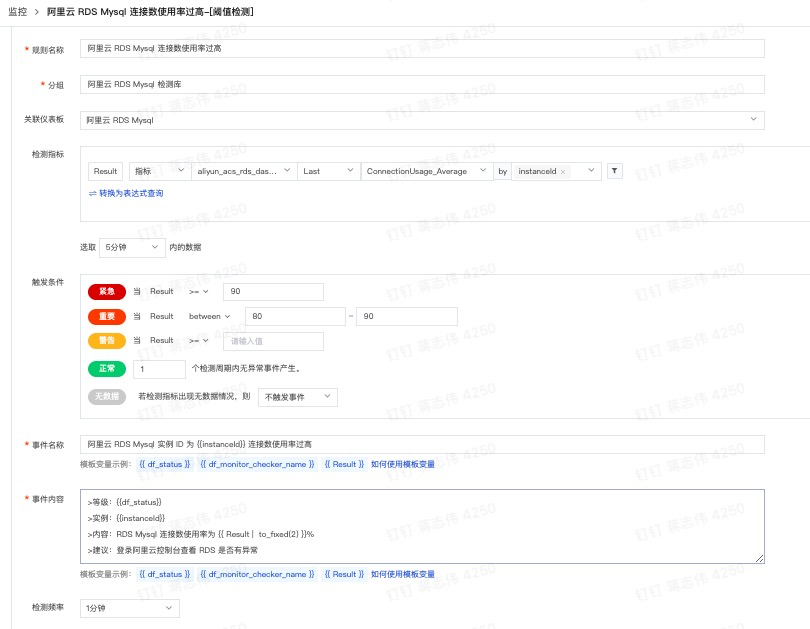 监控 > 阿里云 RDS Mysql 连接数使用率过高-[阈值检测]
* 规则名称 阿里云 RDS Mysql 连接数使用率过高
* 分组 阿里云 RDS Mysql 检测库
关联仪表板 阿里云 RDS Mysql
检测指标
Result 指标 aliyun_acs_rds_das... Last ConnectionUsage_Average by instanceId ×
⇌ 转换为表达式查询
选取 5分钟 内的数据
触发条件
紧急 当 Result >= 90
重要 当 Result between 80 – 90
警告 当 Result >= 请输入值
正常 1 个检测周期内无异常事件产生。
无数据 若检测指标出现无数据情况，则 不触发事件
* 事件名称 阿里云 RDS Mysql 实例 ID 为 {{instanceId}} 连接数使用率过高
模板变量示例： {{ df_status }} {{ df_monitor_checker_name }} {{ Result }} 如何使用模板变量
* 事件内容
>等级：{{df_status}}
>实例：{{instanceId}}
>内容：RDS Mysql 连接数使用率为 {{ Result | to_fixed(2) }}%
>建议：登录阿里云控制台查看 RDS 是否有异常
模板变量示例： {{ df_status }} {{ df_monitor_checker_name }} {{ Result }} 如何使用模板变量
检测频率 1分钟
钉钉 蒋志伟 4250